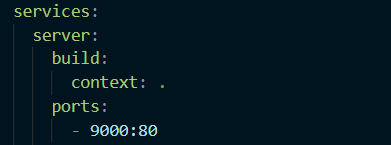 services:
  server:
    build:
      context: .
    ports:
      - 9000:80